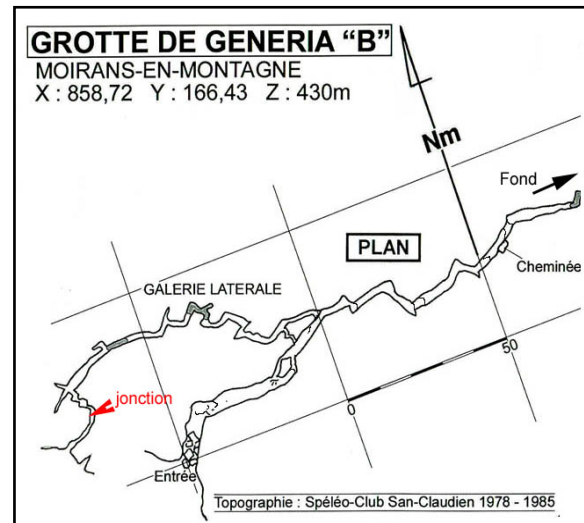 GROTTE DE GENERIA "B"
MOIRANS-EN-MONTAGNE
X : 858,72 Y : 166,43 Z : 430m
Nm
Fond
PLAN
Cheminée
GALERIE LATERALE
50
jonction
0
Entrée
Topographie : Spéléo-Club San-Claudien 1978 - 1985